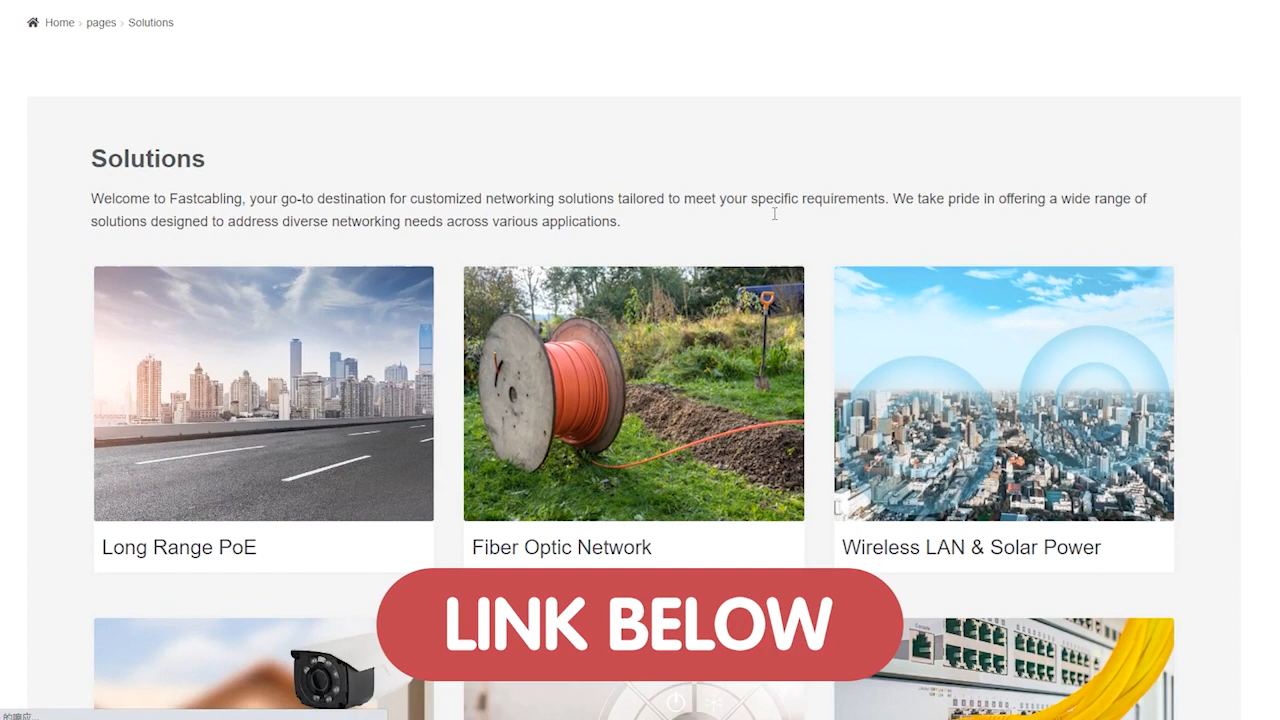 Home › pages › Solutions
Solutions
Welcome to Fastcabling, your go-to destination for customized networking solutions tailored to meet your specific requirements. We take pride in offering a wide range of
solutions designed to address diverse networking needs across various applications.
Long Range PoE
Fiber Optic Network
Wireless LAN & Solar Power
LINK BELOW
Console